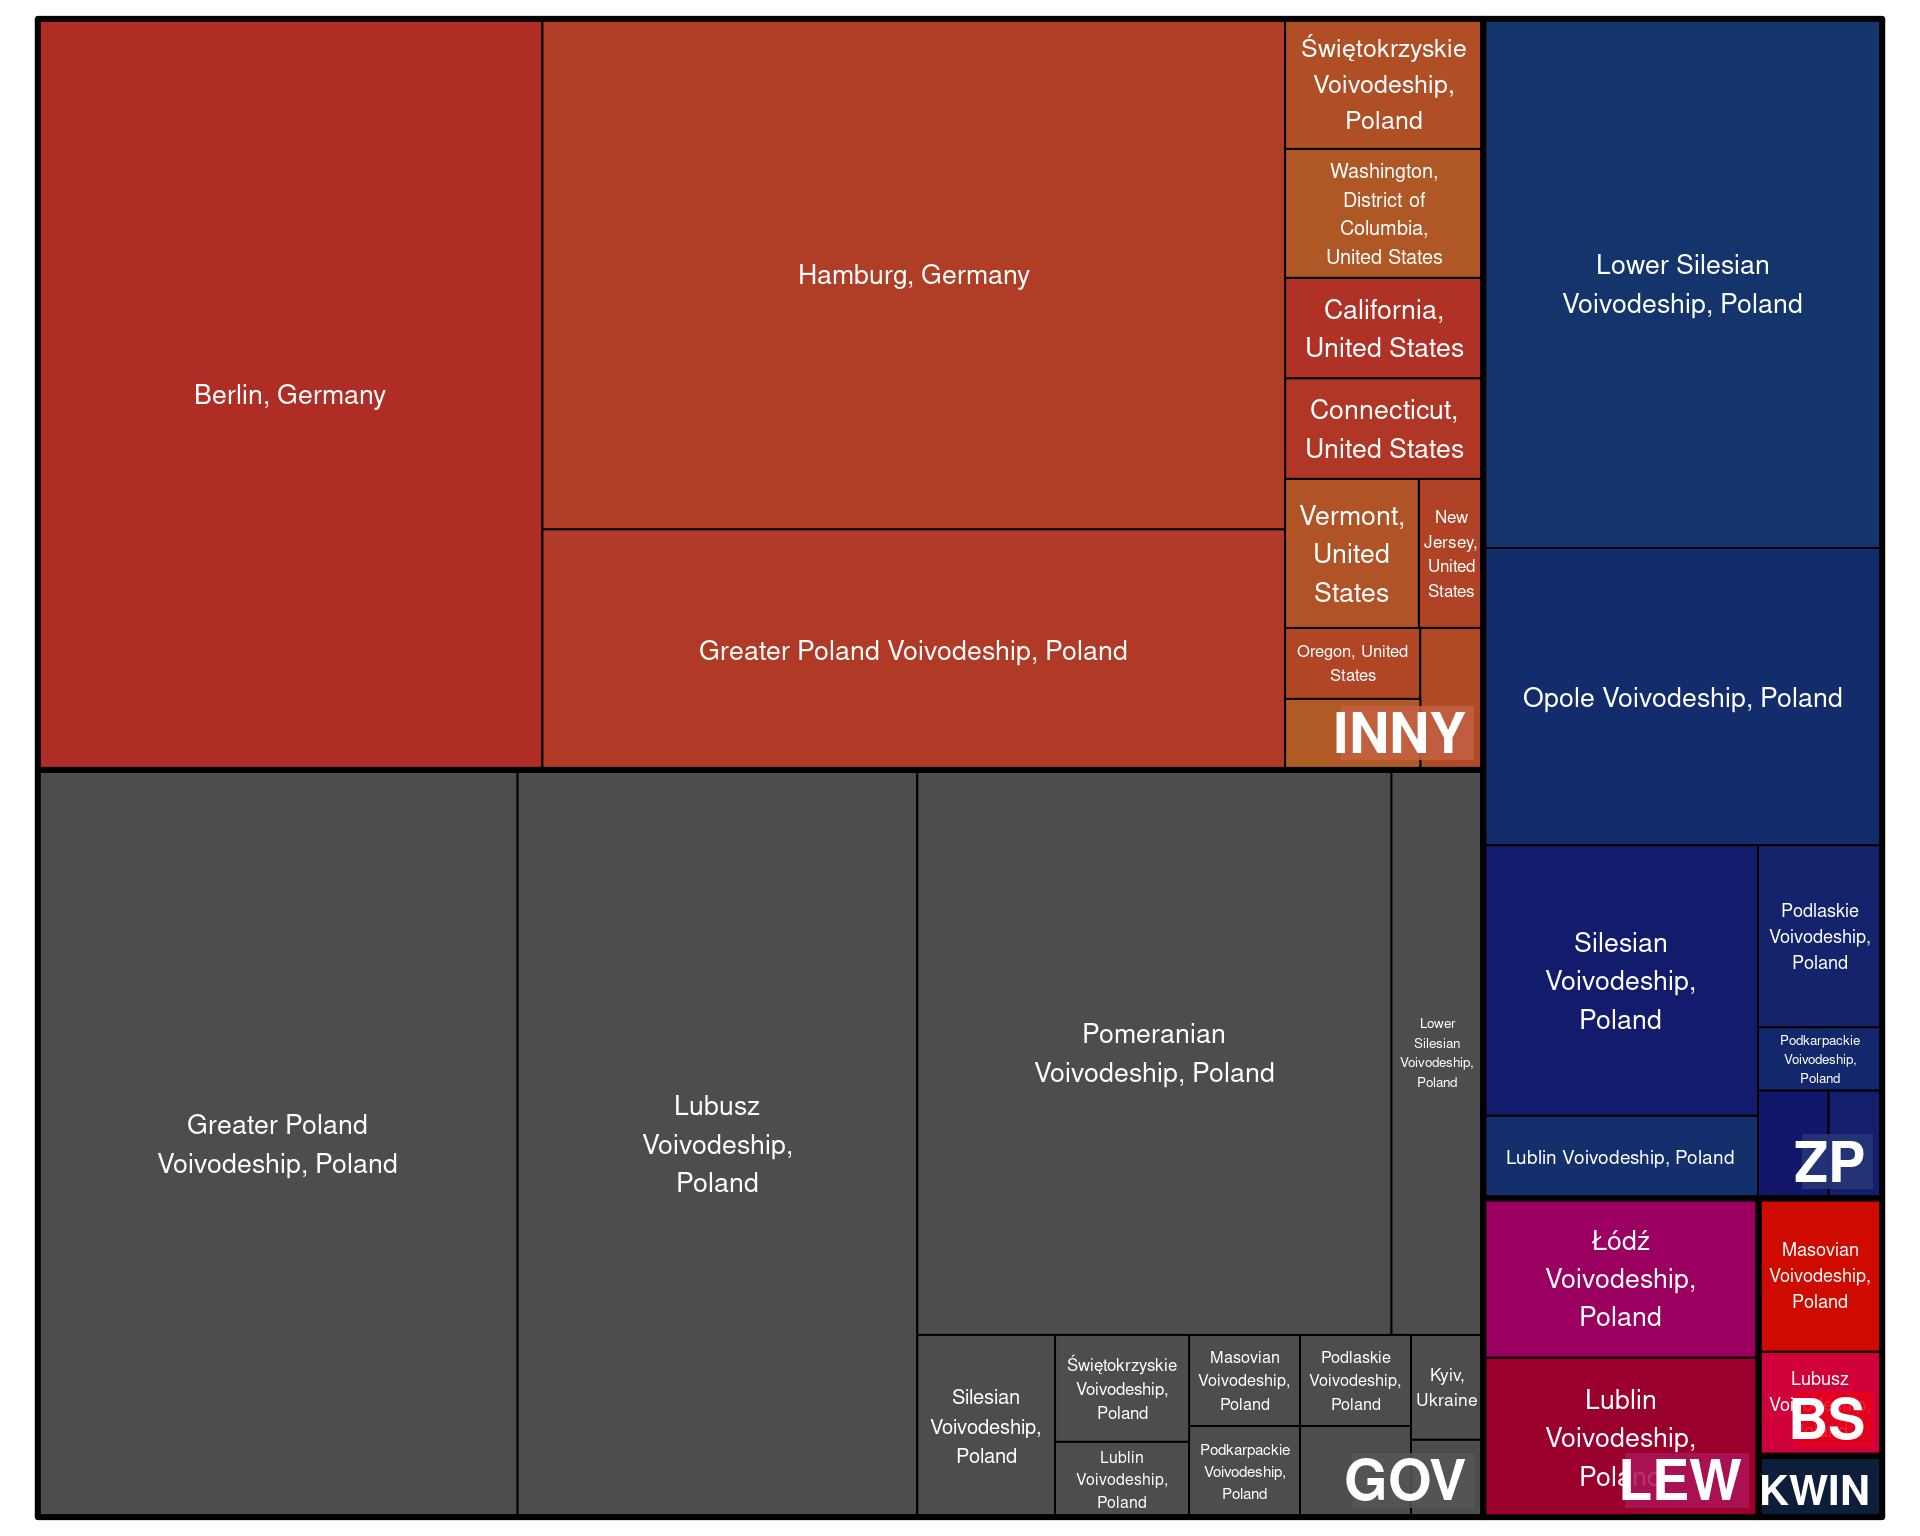 Berlin, Germany
Hamburg, Germany
Greater Poland Voivodeship, Poland
Świętokrzyskie
Voivodeship,
Poland
Washington,
District of
Columbia,
United States
California,
United States
Connecticut,
United States
Vermont,
United
States
New
Jersey,
United
States
Oregon, United
States
INNY
Lower Silesian
Voivodeship, Poland
Opole Voivodeship, Poland
Silesian
Voivodeship,
Poland
Podlaskie
Voivodeship,
Poland
Podkarpackie
Voivodeship,
Poland
Lublin Voivodeship, Poland
ZP
Greater Poland
Voivodeship, Poland
Lubusz
Voivodeship,
Poland
Pomeranian
Voivodeship, Poland
Lower
Silesian
Voivodeship,
Poland
Silesian
Voivodeship,
Poland
Świętokrzyskie
Voivodeship,
Poland
Lublin
Voivodeship,
Poland
Masovian
Voivodeship,
Poland
Podkarpackie
Voivodeship,
Poland
Podlaskie
Voivodeship,
Poland
Kyiv,
Ukraine
GOV
Łódź
Voivodeship,
Poland
Lublin
Voivodeship,
Poland
LEW
Masovian
Voivodeship,
Poland
Lubusz
BS
KWIN